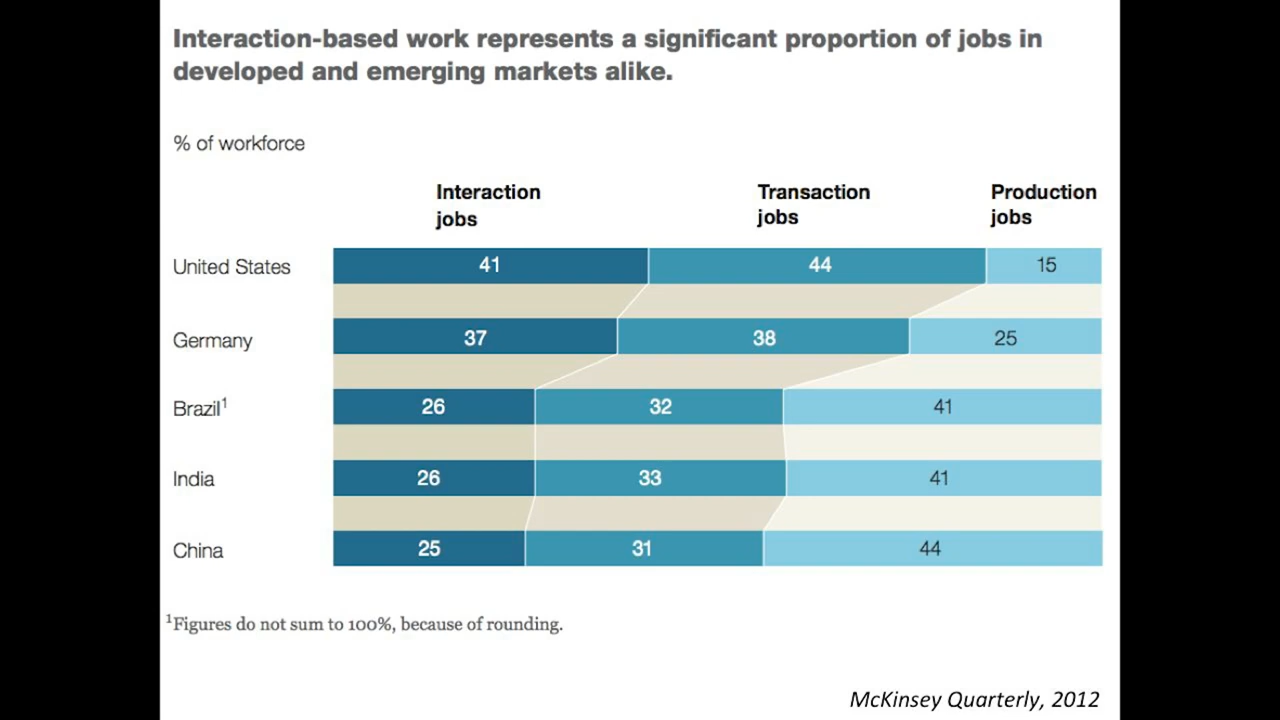 Interaction-based work represents a significant proportion of jobs in
developed and emerging markets alike.
% of workforce
Interaction
jobs
Transaction
jobs
Production
jobs
United States 41 44 15
Germany 37 38 25
Brazil¹ 26 32 41
India 26 33 41
China 25 31 44
¹Figures do not sum to 100%, because of rounding.
McKinsey Quarterly, 2012